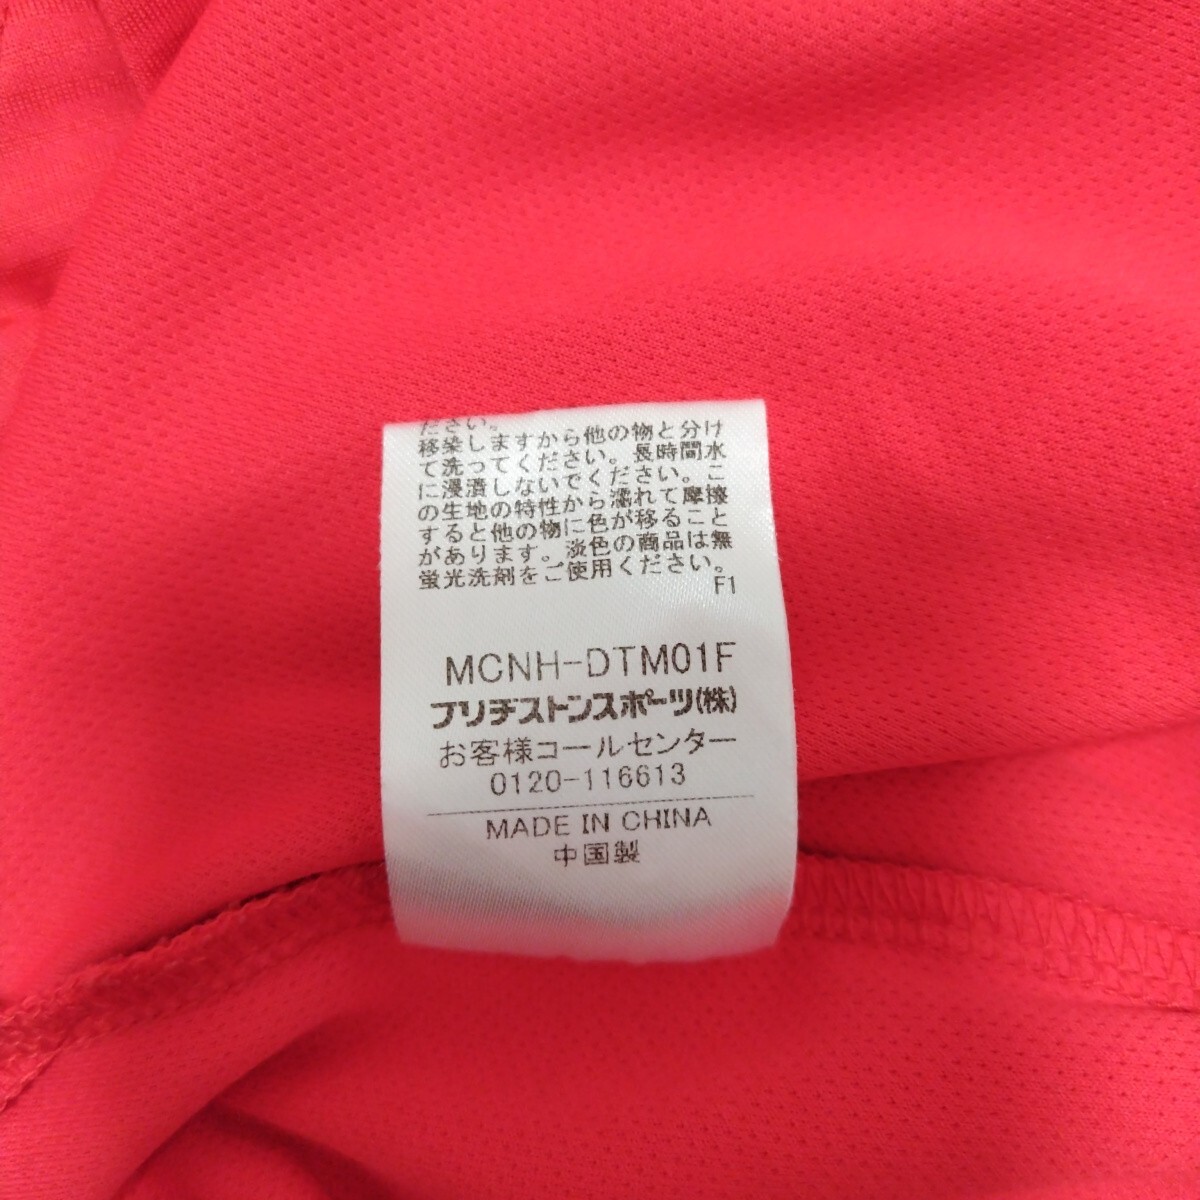 ださい。
移染しますから他の物と分け
て洗ってください。長時間水
に浸漬しないでください。こ
の生地の特性から濡れて摩擦
すると他の物に色が移ること
があります。淡色の商品は無
蛍光洗剤をご使用ください。
F1
MCNH-DTM01F
ブリヂストンスポーツ(株)
お客様コールセンター
0120-116613
MADE IN CHINA
中国製